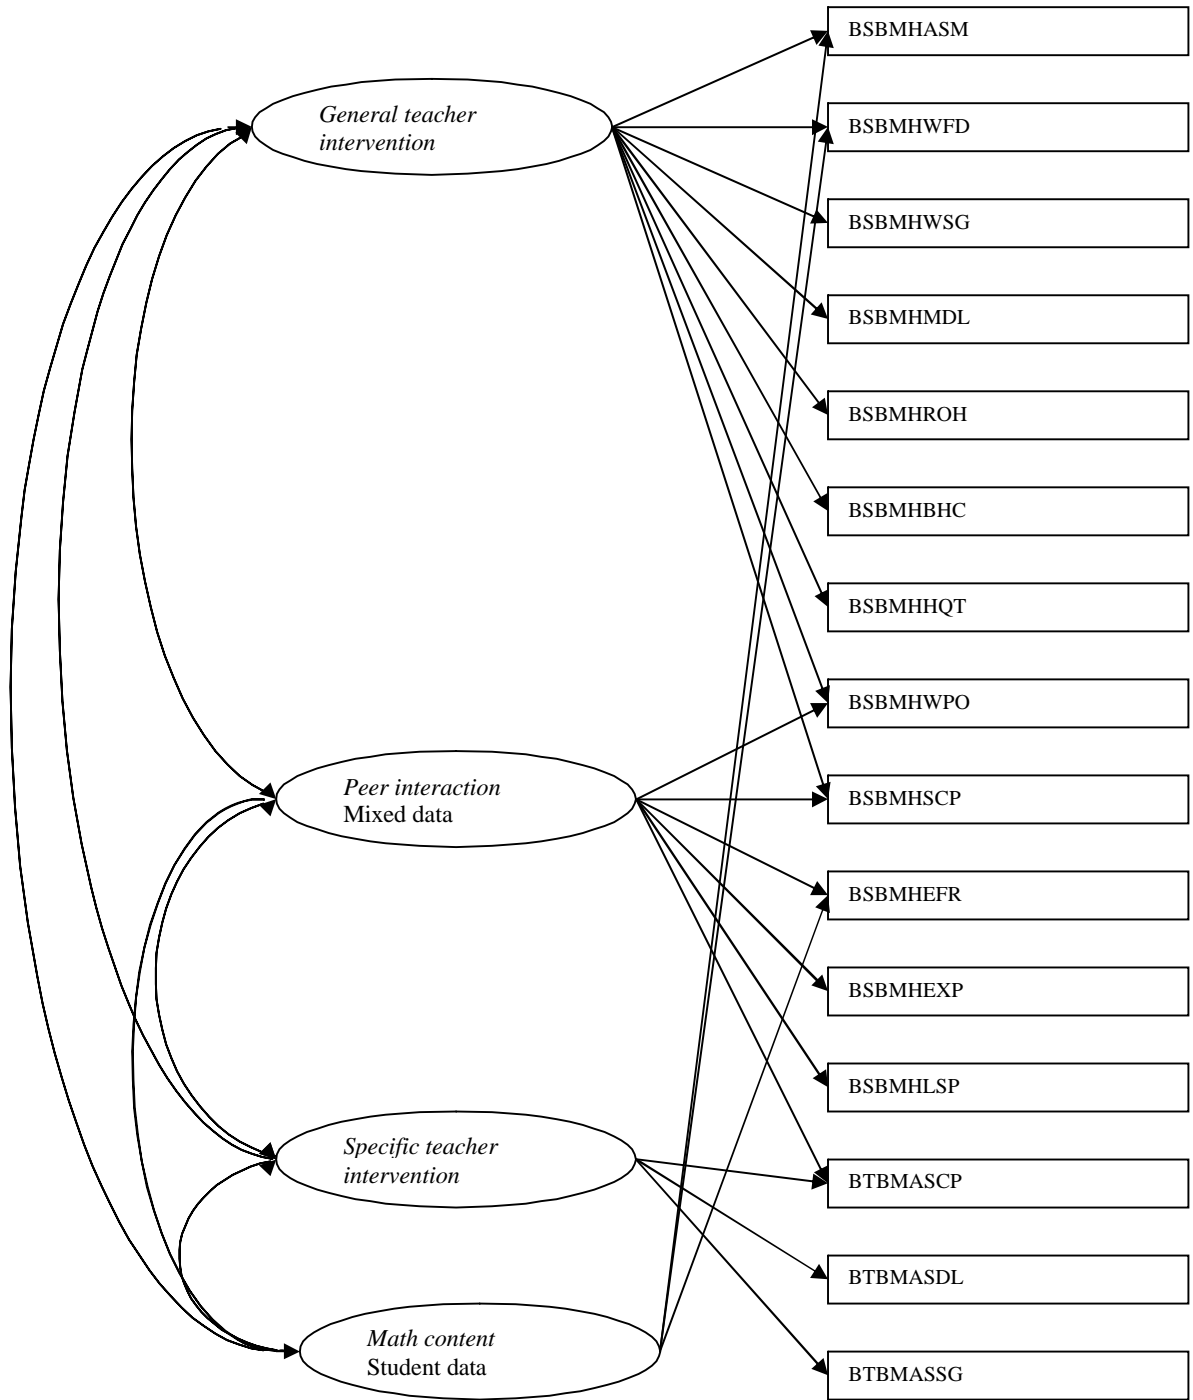 BSBMHASM
General teacher
intervention
BSBMHWFD
BSBMHWSG
BSBMHMDL
BSBMHROH
BSBMHBHC
BSBMHHQT
BSBMHWPO
Peer interaction
Mixed data
BSBMHSCP
BSBMHEFR
BSBMHEXP
BSBMHLSP
Specific teacher
intervention
BTBMASCP
BTBMASDL
Math content
Student data
BTBMASSG